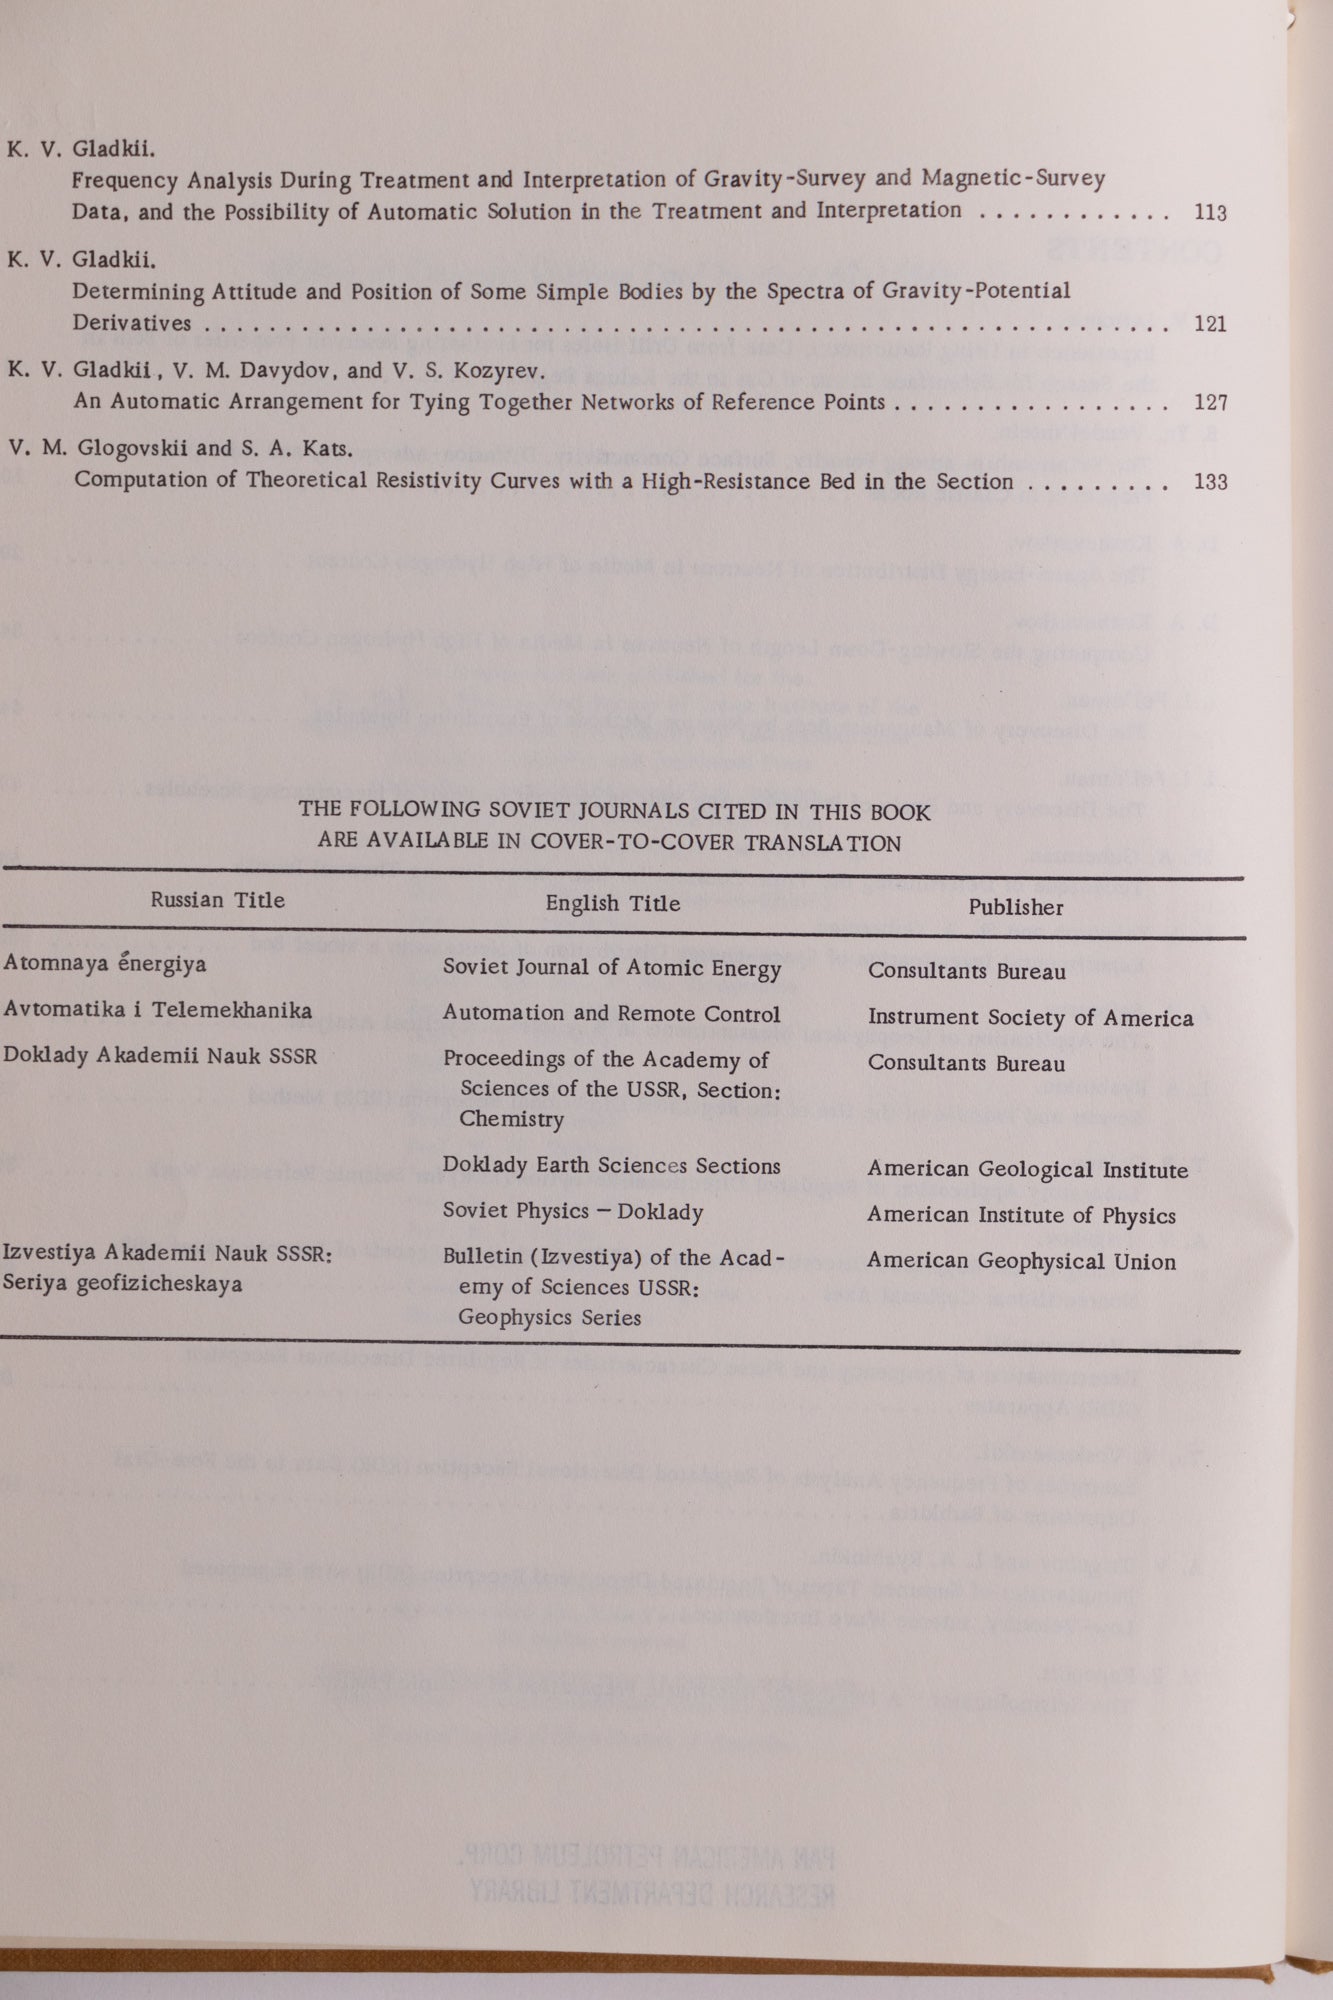 K. V. Gladkii.
Frequency Analysis During Treatment and Interpretation of Gravity-Survey and Magnetic-Survey
Data, and the Possibility of Automatic Solution in the Treatment and Interpretation . . . . . . . . . . . . 113
K. V. Gladkii.
Determining Attitude and Position of Some Simple Bodies by the Spectra of Gravity-Potential
Derivatives . . . . . . . . . . . . . . . . . . . . . . . . . . . . . . . . . . . . . . . . . . . . . . . . . . . . . . . . . . . . . 121
K. V. Gladkii, V. M. Davydov, and V. S. Kozyrev.
An Automatic Arrangement for Tying Together Networks of Reference Points . . . . . . . . . . . . . . . . . 127
V. M. Glogovskii and S. A. Kats.
Computation of Theoretical Resistivity Curves with a High-Resistance Bed in the Section . . . . . . . . . 133
THE FOLLOWING SOVIET JOURNALS CITED IN THIS BOOK
ARE AVAILABLE IN COVER-TO-COVER TRANSLATION
Russian Title English Title Publisher
Atomnaya énergiya Soviet Journal of Atomic Energy Consultants Bureau
Avtomatika i Telemekhanika Automation and Remote Control Instrument Society of America
Doklady Akademii Nauk SSSR Proceedings of the Academy of Consultants Bureau
Sciences of the USSR, Section:
Chemistry
Doklady Earth Sciences Sections American Geological Institute
Soviet Physics — Doklady American Institute of Physics
Izvestiya Akademii Nauk SSSR: Bulletin (Izvestiya) of the Acad- American Geophysical Union
Seriya geofizicheskaya emy of Sciences USSR:
Geophysics Series
PAN AMERICAN PETROLEUM CORP.
RESEARCH DEPARTMENT LIBRARY